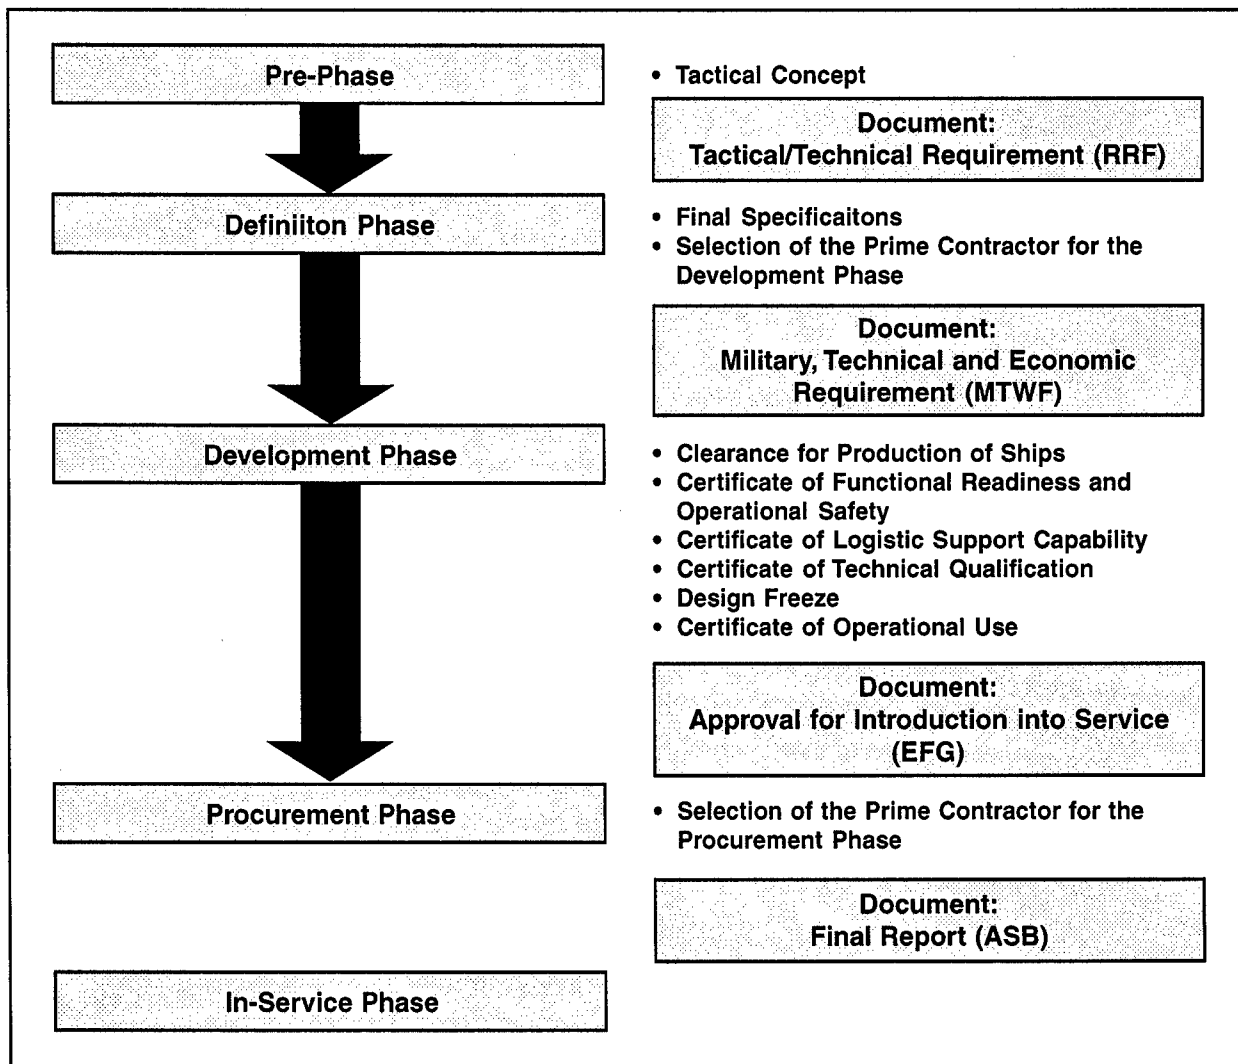 Pre-Phase
• Tactical Concept
Document:
Tactical/Technical Requirement (RRF)
Definiiton Phase
• Final Specificaitons
• Selection of the Prime Contractor for the
Development Phase
Document:
Military, Technical and Economic
Requirement (MTWF)
Development Phase
• Clearance for Production of Ships
• Certificate of Functional Readiness and
Operational Safety
• Certificate of Logistic Support Capability
• Certificate of Technical Qualification
• Design Freeze
• Certificate of Operational Use
Document:
Approval for Introduction into Service
(EFG)
Procurement Phase
• Selection of the Prime Contractor for the
Procurement Phase
Document:
Final Report (ASB)
In-Service Phase